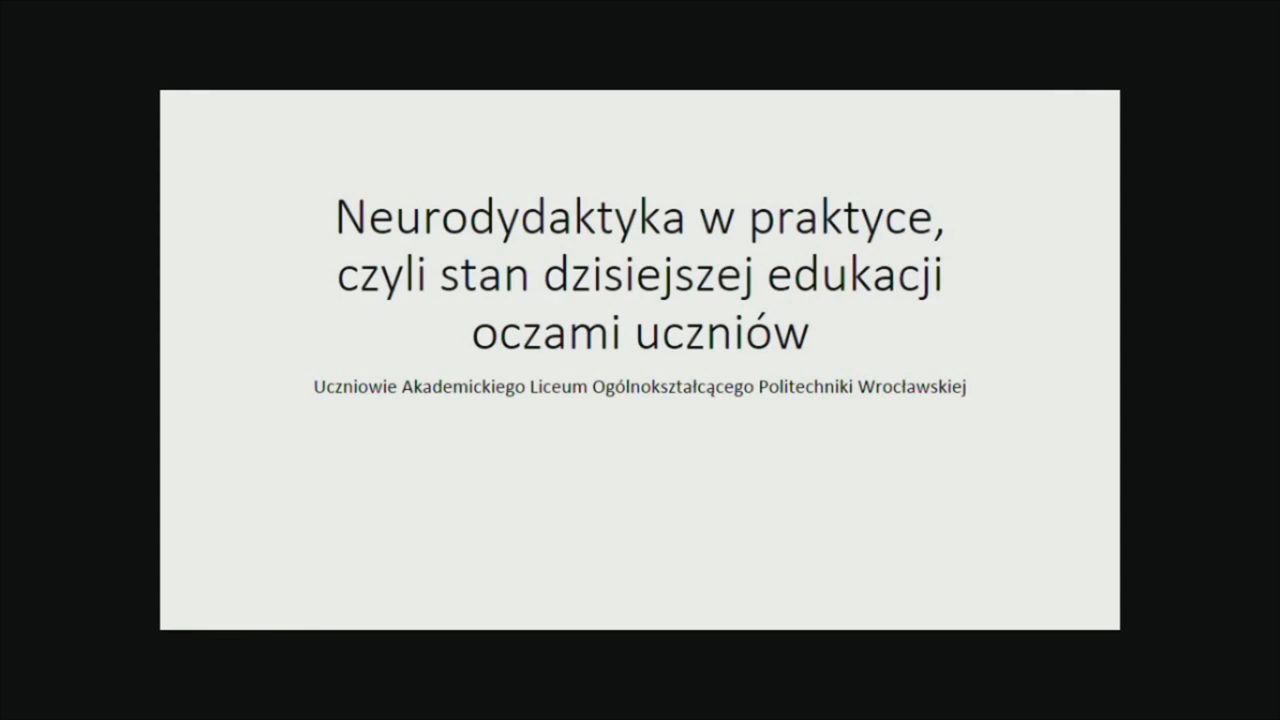 Neurodydaktyka w praktyce,
czyli stan dzisiejszej edukacji
oczami uczniów
Uczniowie Akademickiego Liceum Ogólnokształcącego Politechniki Wrocławskiej